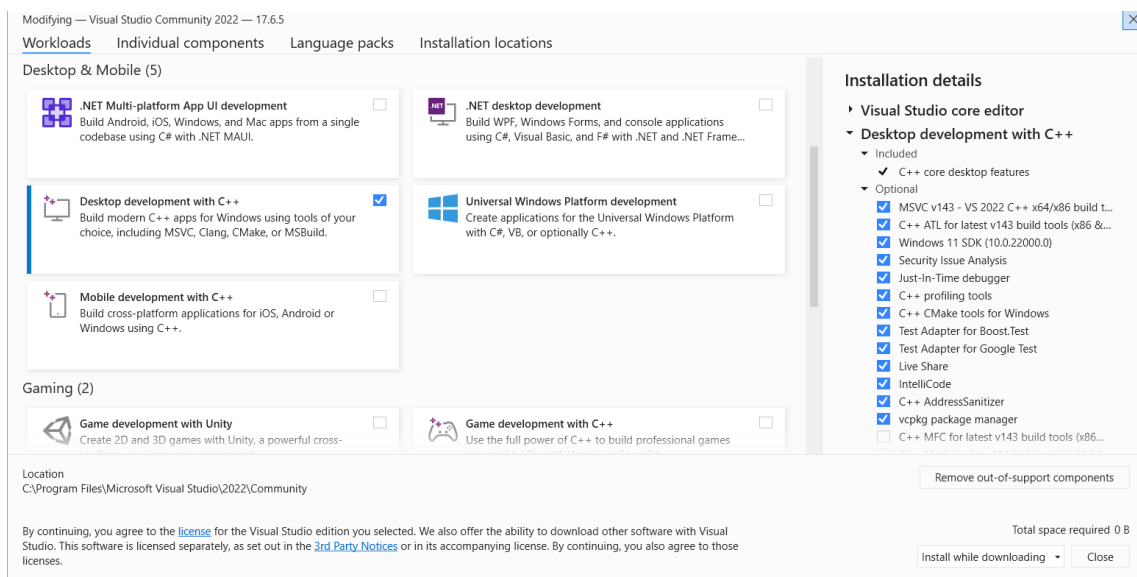 Modifying — Visual Studio Community 2022 — 17.6.5
Workloads Individual components Language packs Installation locations
Desktop & Mobile (5)
.NET Multi-platform App UI development
Build Android, iOS, Windows, and Mac apps from a single
codebase using C# with .NET MAUI.
.NET desktop development
Build WPF, Windows Forms, and console applications
using C#, Visual Basic, and F# with .NET and .NET Frame...
Desktop development with C++
Build modern C++ apps for Windows using tools of your
choice, including MSVC, Clang, CMake, or MSBuild.
Universal Windows Platform development
Create applications for the Universal Windows Platform
with C#, VB, or optionally C++.
Mobile development with C++
Build cross-platform applications for iOS, Android or
Windows using C++.
Gaming (2)
Game development with Unity
Create 2D and 3D games with Unity, a powerful cross-
Game development with C++
Use the full power of C++ to build professional games
Installation details
Visual Studio core editor
Desktop development with C++
Included
C++ core desktop features
Optional
MSVC v143 - VS 2022 C++ x64/x86 build t...
C++ ATL for latest v143 build tools (x86 &...
Windows 11 SDK (10.0.22000.0)
Security Issue Analysis
Just-In-Time debugger
C++ profiling tools
C++ CMake tools for Windows
Test Adapter for Boost.Test
Test Adapter for Google Test
Live Share
IntelliCode
C++ AddressSanitizer
vcpkg package manager
C++ MFC for latest v143 build tools (x86...
Location
C:\Program Files\Microsoft Visual Studio\2022\Community
Remove out-of-support components
By continuing, you agree to the license for the Visual Studio edition you selected. We also offer the ability to download other software with Visual
Studio. This software is licensed separately, as set out in the 3rd Party Notices or in its accompanying license. By continuing, you also agree to those
licenses.
Total space required 0 B
Install while downloading Close
.NET